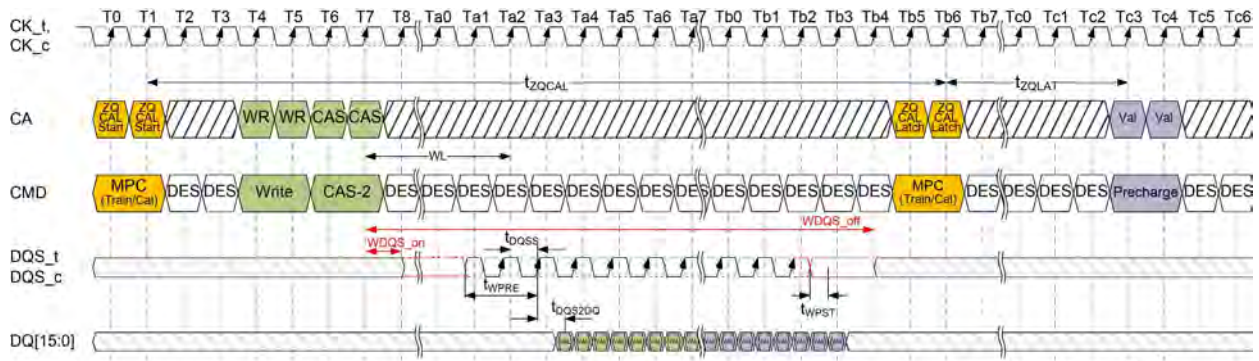 T0 T1 T2 T3 T4 T5 T6 T7 T8 Ta0 Ta1 Ta2 Ta3 Ta4 Ta5 Ta6 Ta7 Tb0 Tb1 Tb2 Tb3 Tb4 Tb5 Tb6 Tb7 Tc0 Tc1 Tc2 Tc3 Tc4 Tc5 Tc6
CK_t,
CK_c
tZQCAL tZQLAT
CA ZQ CAL Start ZQ CAL Start WR WR CAS CAS ZQ CAL Latch ZQ CAL Latch Val Val
WL
CMD MPC (Train/Cal) DES DES Write CAS-2 DES DES DES DES DES DES DES DES DES DES DES DES DES DES MPC (Train/Cal) DES DES DES DES Precharge DES DES
WDQS_off
WDQS_on tDQSS
DQS_t
DQS_c
tWPRE tWPST
tDQS2DQ
DQ[15:0]